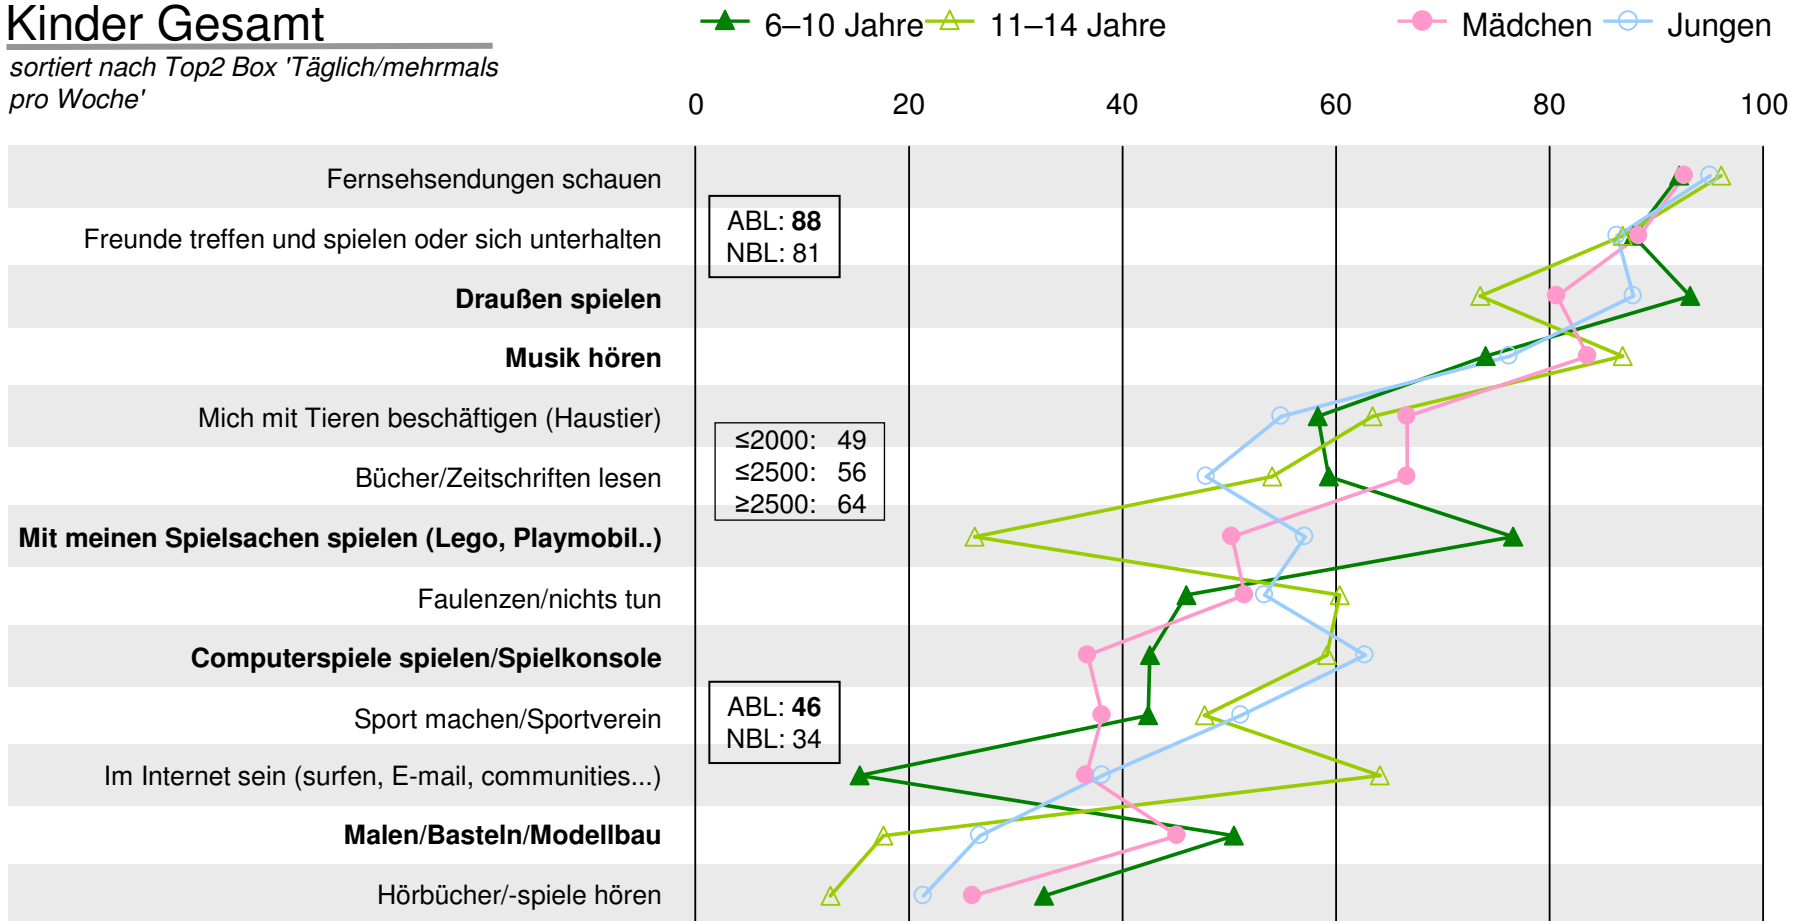 Kinder Gesamt
6–10 Jahre 11–14 Jahre Mädchen Jungen
sortiert nach Top2 Box 'Täglich/mehrmals
pro Woche'
0 20 40 60 80 100
Fernsehsendungen schauen
ABL: 88
Freunde treffen und spielen oder sich unterhalten
NBL: 81
Draußen spielen
Musik hören
Mich mit Tieren beschäftigen (Haustier)
≤2000: 49
Bücher/Zeitschriften lesen
≤2500: 56
≥2500: 64
Mit meinen Spielsachen spielen (Lego, Playmobil..)
Faulenzen/nichts tun
Computerspiele spielen/Spielkonsole
ABL: 46
Sport machen/Sportverein
NBL: 34
Im Internet sein (surfen, E-mail, communities...)
Malen/Basteln/Modellbau
Hörbücher/-spiele hören